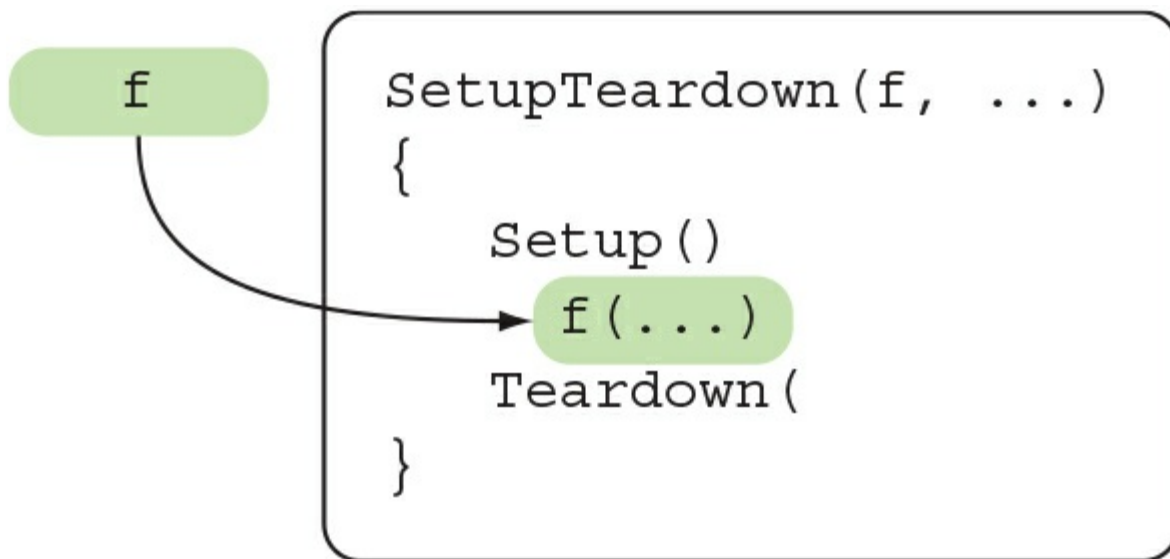 f
SetupTeardown(f, ...)
{
Setup()
f(...)
Teardown(
}